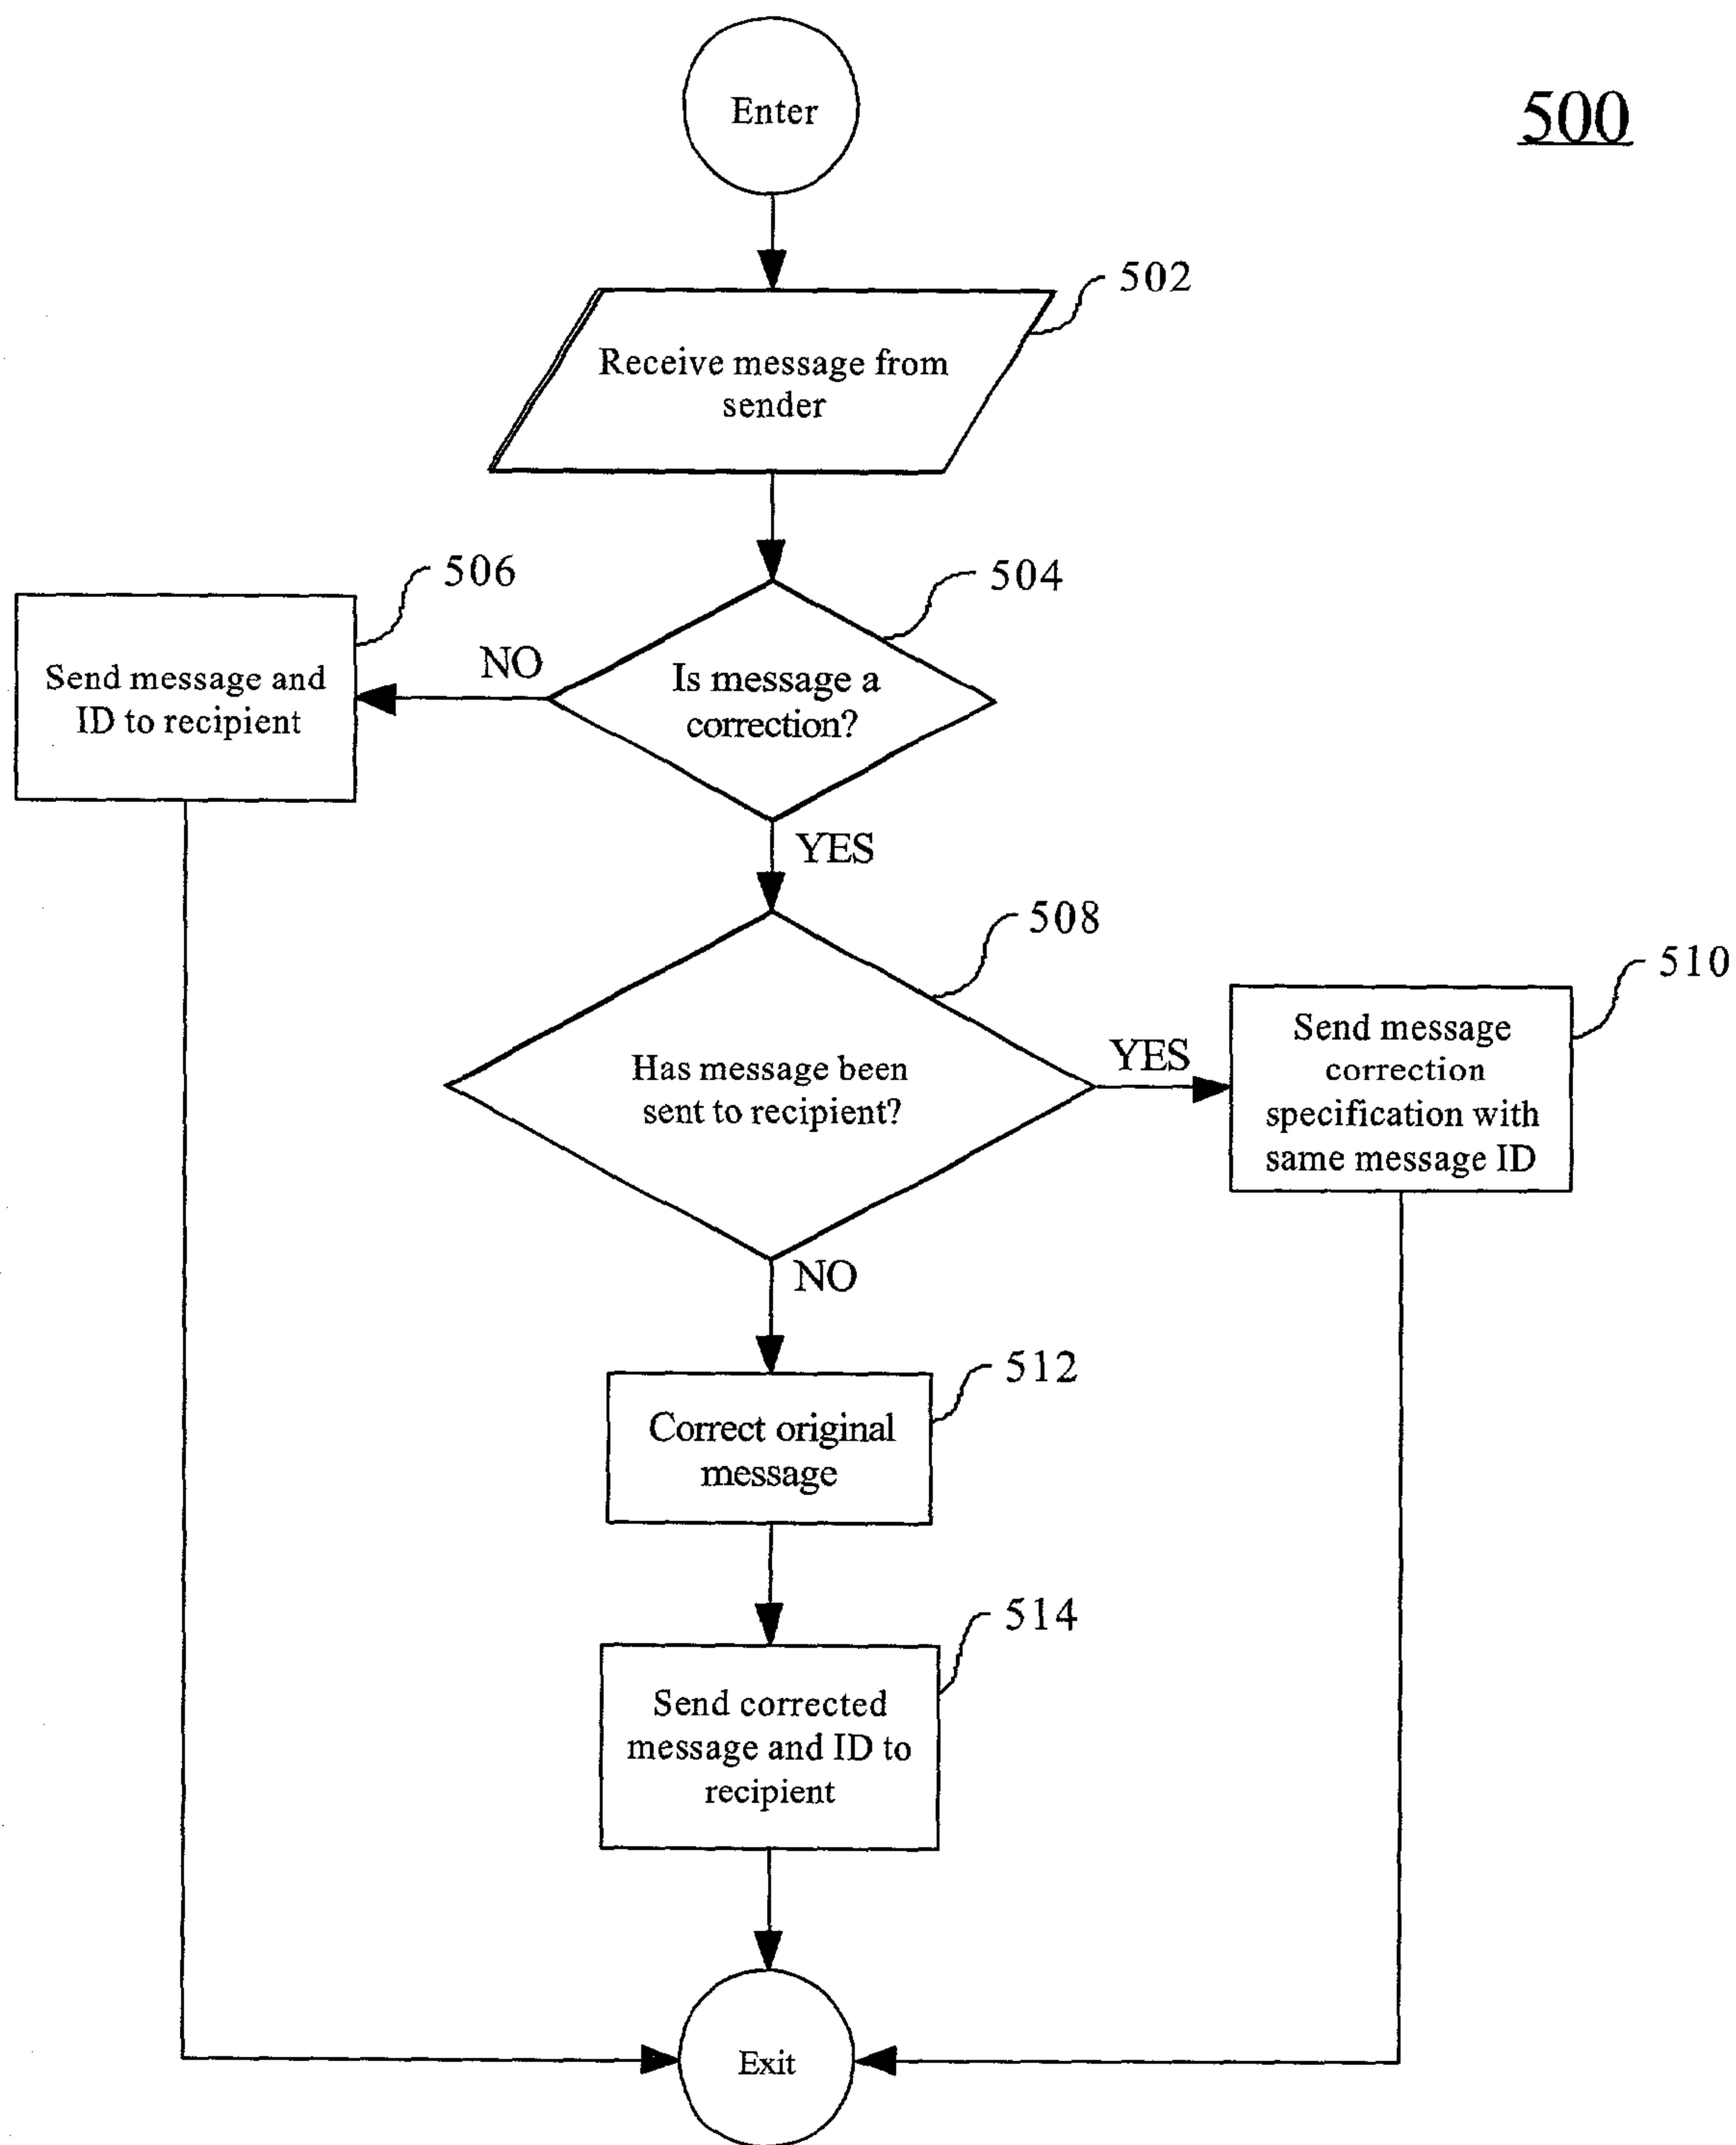 Enter
500
502
Receive message from
sender
506
504
Send message and
ID to recipient
NO
Is message a
correction?
YES
508
510
Has message been
sent to recipient?
YES
Send message
correction
specification with
same message ID
NO
512
Correct original
message
514
Send corrected
message and ID to
recipient
Exit